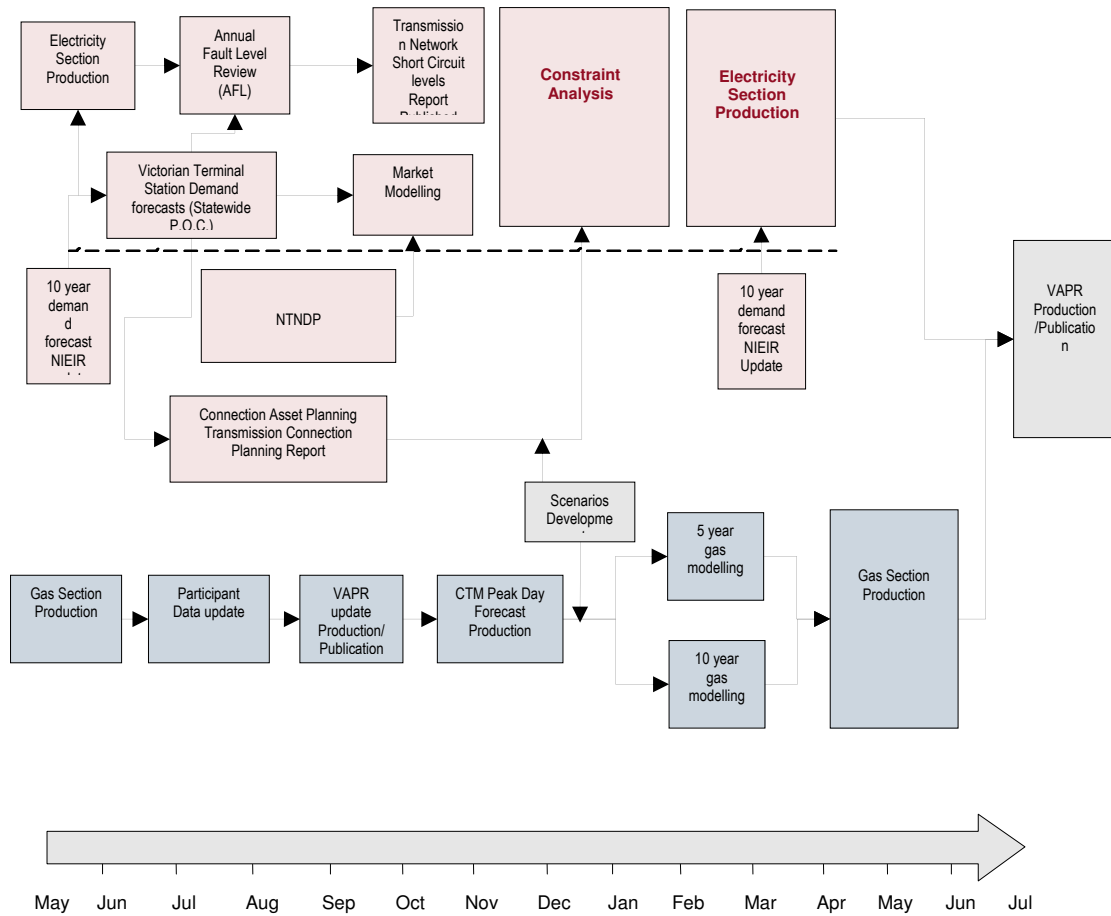 Electricity
Section
Production
Annual
Fault Level
Review
(AFL)
Transmissio
n Network
Short Circuit
levels
Report
Constraint
Analysis
Electricity
Section
Production
Victorian Terminal
Station Demand
forecasts (Statewide
P.O.C.)
Market
Modelling
10 year
deman
d
forecast
NIEIR
NTNDP
10 year
demand
forecast
NIEIR
Update
VAPR
Production
/Publicatio
n
Connection Asset Planning
Transmission Connection
Planning Report
Scenarios
Developme
5 year
gas
modelling
Gas Section
Production
Participant
Data update
VAPR
update
Production/
Publication
CTM Peak Day
Forecast
Production
10 year
gas
modelling
Gas Section
Production
May Jun Jul Aug Sep Oct Nov Dec Jan Feb Mar Apr May Jun Jul